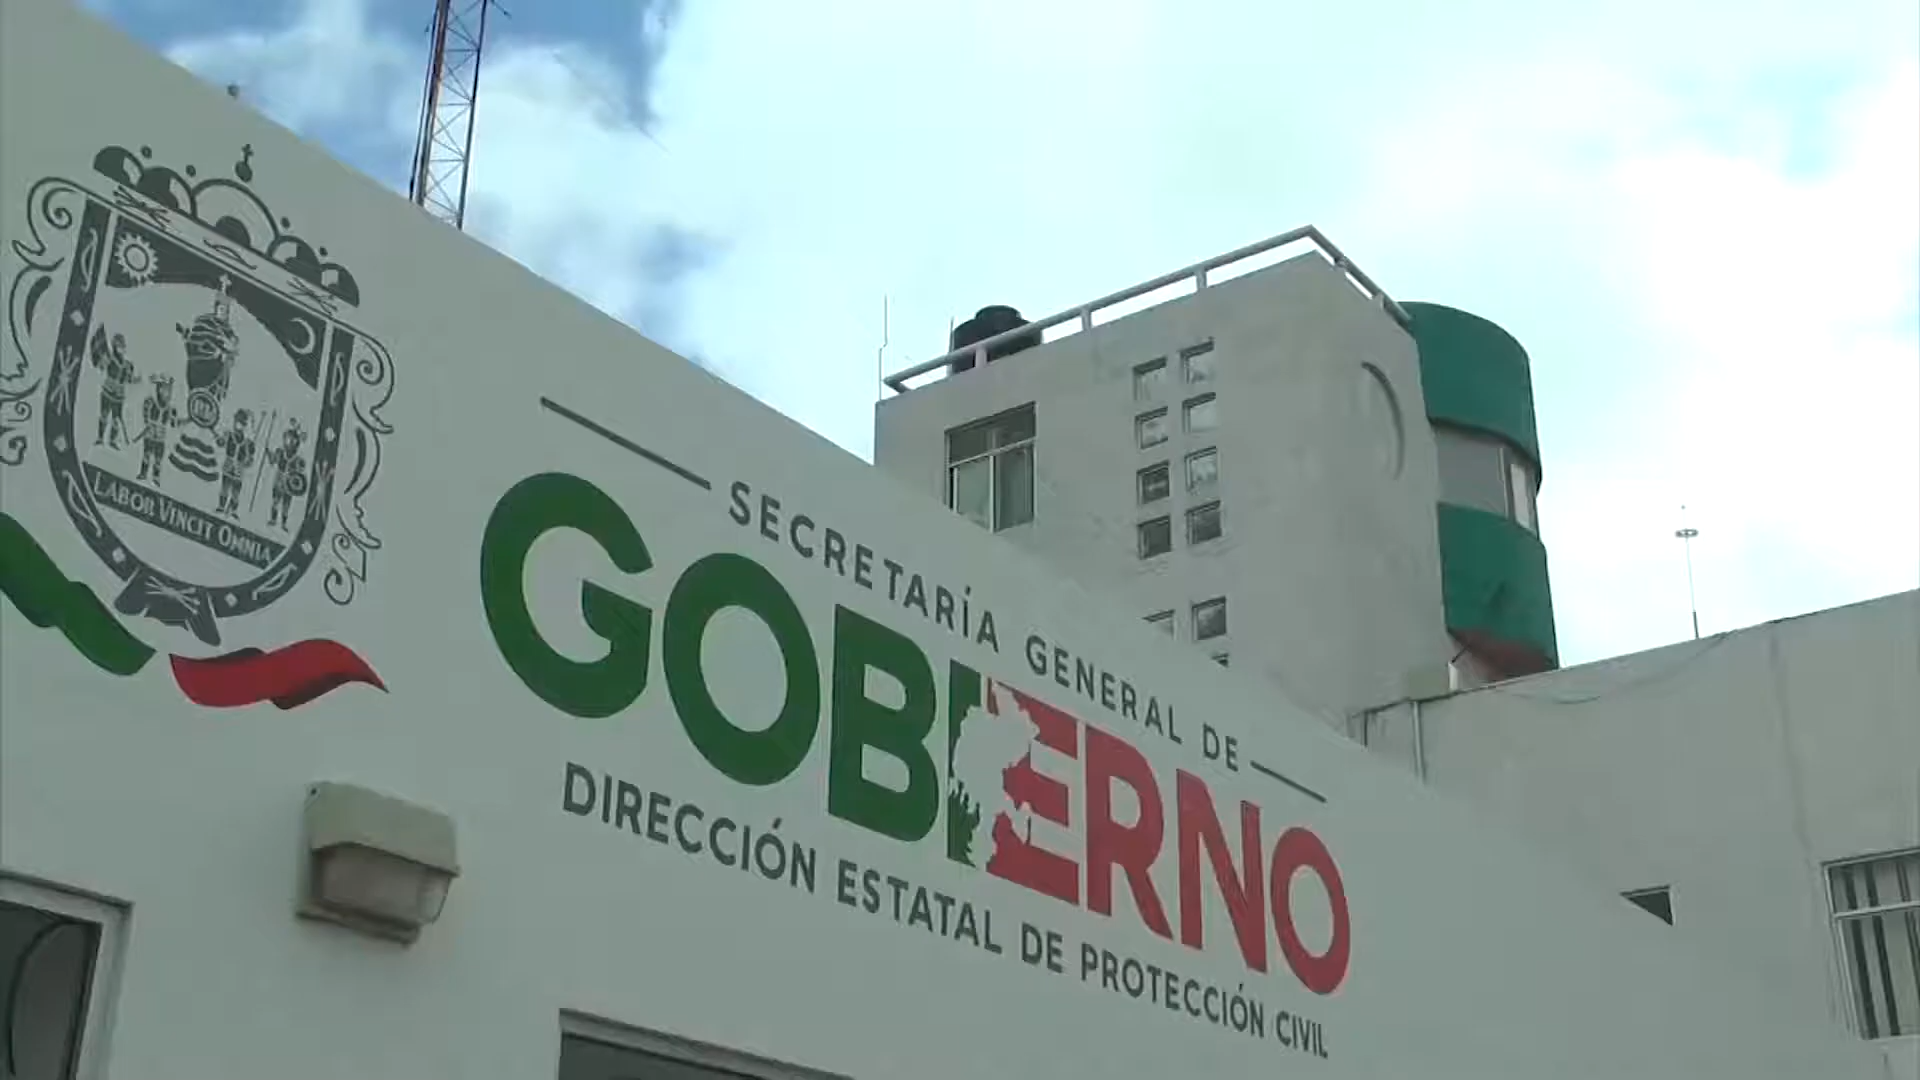 LABOR VINCIT OMNIA
SECRETARÍA GENERAL DE
GOBIERNO
DIRECCIÓN ESTATAL DE PROTECCIÓN CIVIL